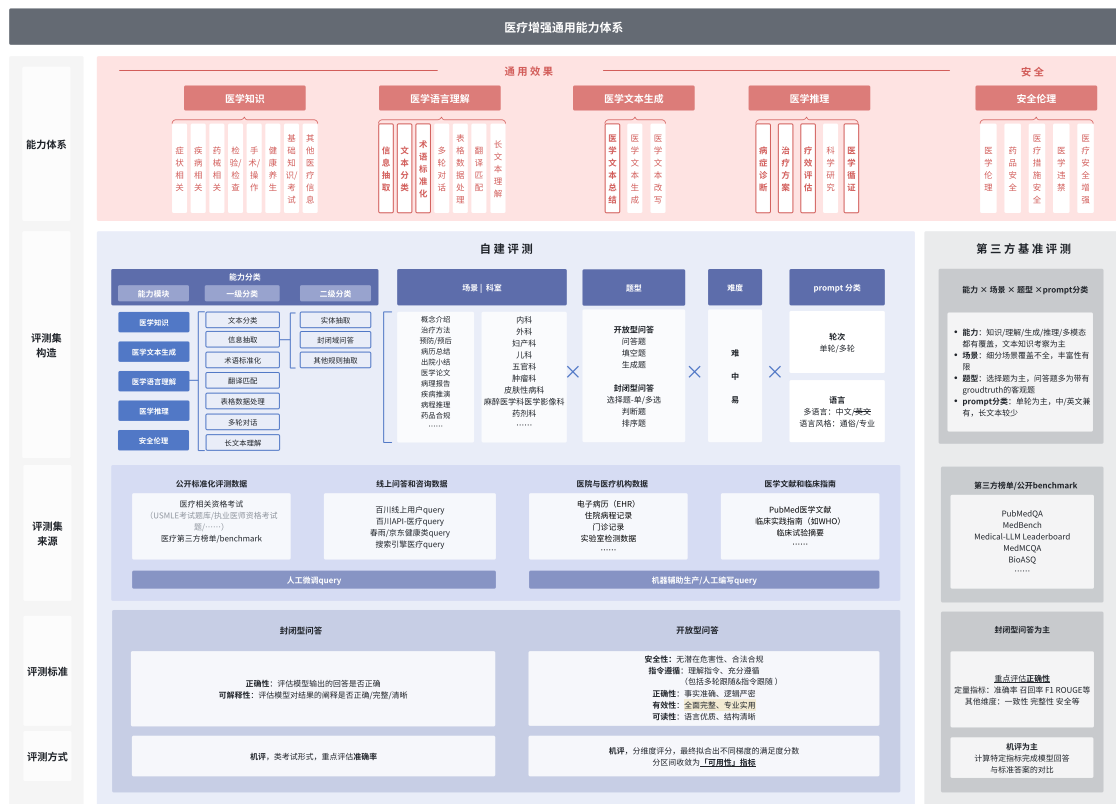 医疗增强通用能力体系
能力体系
通用效果
安全
医学知识
医学语言理解
医学文本生成
医学推理
安全伦理
症状相关
疾病相关
药械相关
检验/检查
手术/操作
健康养生
基础知识/考试
其他医疗信息
信息抽取
文本分类
术语标准化
多轮对话
表格数据处理
翻译匹配
长文本理解
医学文本总结
医学文本生成
医学文本改写
病症诊断
治疗方案
疗效评估
科学研究
医学循证
医学伦理
药品安全
医疗措施安全
医学违禁
医疗安全增强
评测集
构造
自建评测
能力分类
能力模块
一级分类
二级分类
医学知识
医学文本生成
医学语言理解
医学推理
安全伦理
文本分类
信息抽取
术语标准化
翻译匹配
表格数据处理
多轮对话
长文本理解
实体抽取
封闭域问答
其他规则抽取
场景 | 科室
概念介绍
治疗方法
预防/预后
病历总结
出院小结
医学论文
病理报告
疾病推演
病程推理
药品合规
……
内科
外科
妇产科
儿科
五官科
肿瘤科
皮肤性病科
麻醉医学科医学影像科
药剂科
……
×
题型
开放型问答
问答题
填空题
生成题
封闭型问答
选择题-单/多选
判断题
排序题
×
难度
难
中
易
×
prompt 分类
轮次
单轮/多轮
语言
多语言：中文/英文
语言风格：通俗/专业
第三方基准评测
能力 × 场景 × 题型 ×prompt分类
• 能力：知识/理解/生成/推理/多模态
都有覆盖，文本知识考察为主
• 场景：细分场景覆盖不全，丰富性有
限
• 题型：选择题为主，问答题多为带有
groudtruth的客观题
• prompt分类：单轮为主，中/英文兼
有，长文本较少
评测集
来源
公开标准化评测数据
医疗相关资格考试
（USMLE考试题库/执业医师资格考试
题/……）
医疗第三方榜单/benchmark
线上问答和咨询数据
百川线上用户query
百川API-医疗query
春雨/京东健康类query
搜索引擎医疗query
医院与医疗机构数据
电子病历（EHR）
住院病程记录
门诊记录
实验室检测数据
……
医学文献和临床指南
PubMed医学文献
临床实践指南（如WHO）
临床试验摘要
……
人工微调query
机器辅助生产/人工编写query
第三方榜单/公开benchmark
PubMedQA
MedBench
Medical-LLM Leaderboard
MedMCQA
BioASQ
……
评测标准
封闭型问答
正确性：评估模型输出的回答是否正确
可解释性：评估模型对结果的阐释是否正确/完整/清晰
开放型问答
安全性：无潜在危害性、合法合规
指令遵循：理解指令、充分遵循
（包括多轮跟随&指令跟随 ）
正确性：事实准确、逻辑严密
有效性：全面完整、专业实用
可读性：语言优质、结构清晰
封闭型问答为主
重点评估正确性
定量指标：准确率 召回率 F1 ROUGE等
其他维度：一致性 完整性 安全等
评测方式
机评，类考试形式，重点评估准确率
机评，分维度评分，最终拟合出不同梯度的满足度分数
分区间收敛为「可用性」指标
机评为主
计算特定指标完成模型回答
与标准答案的对比